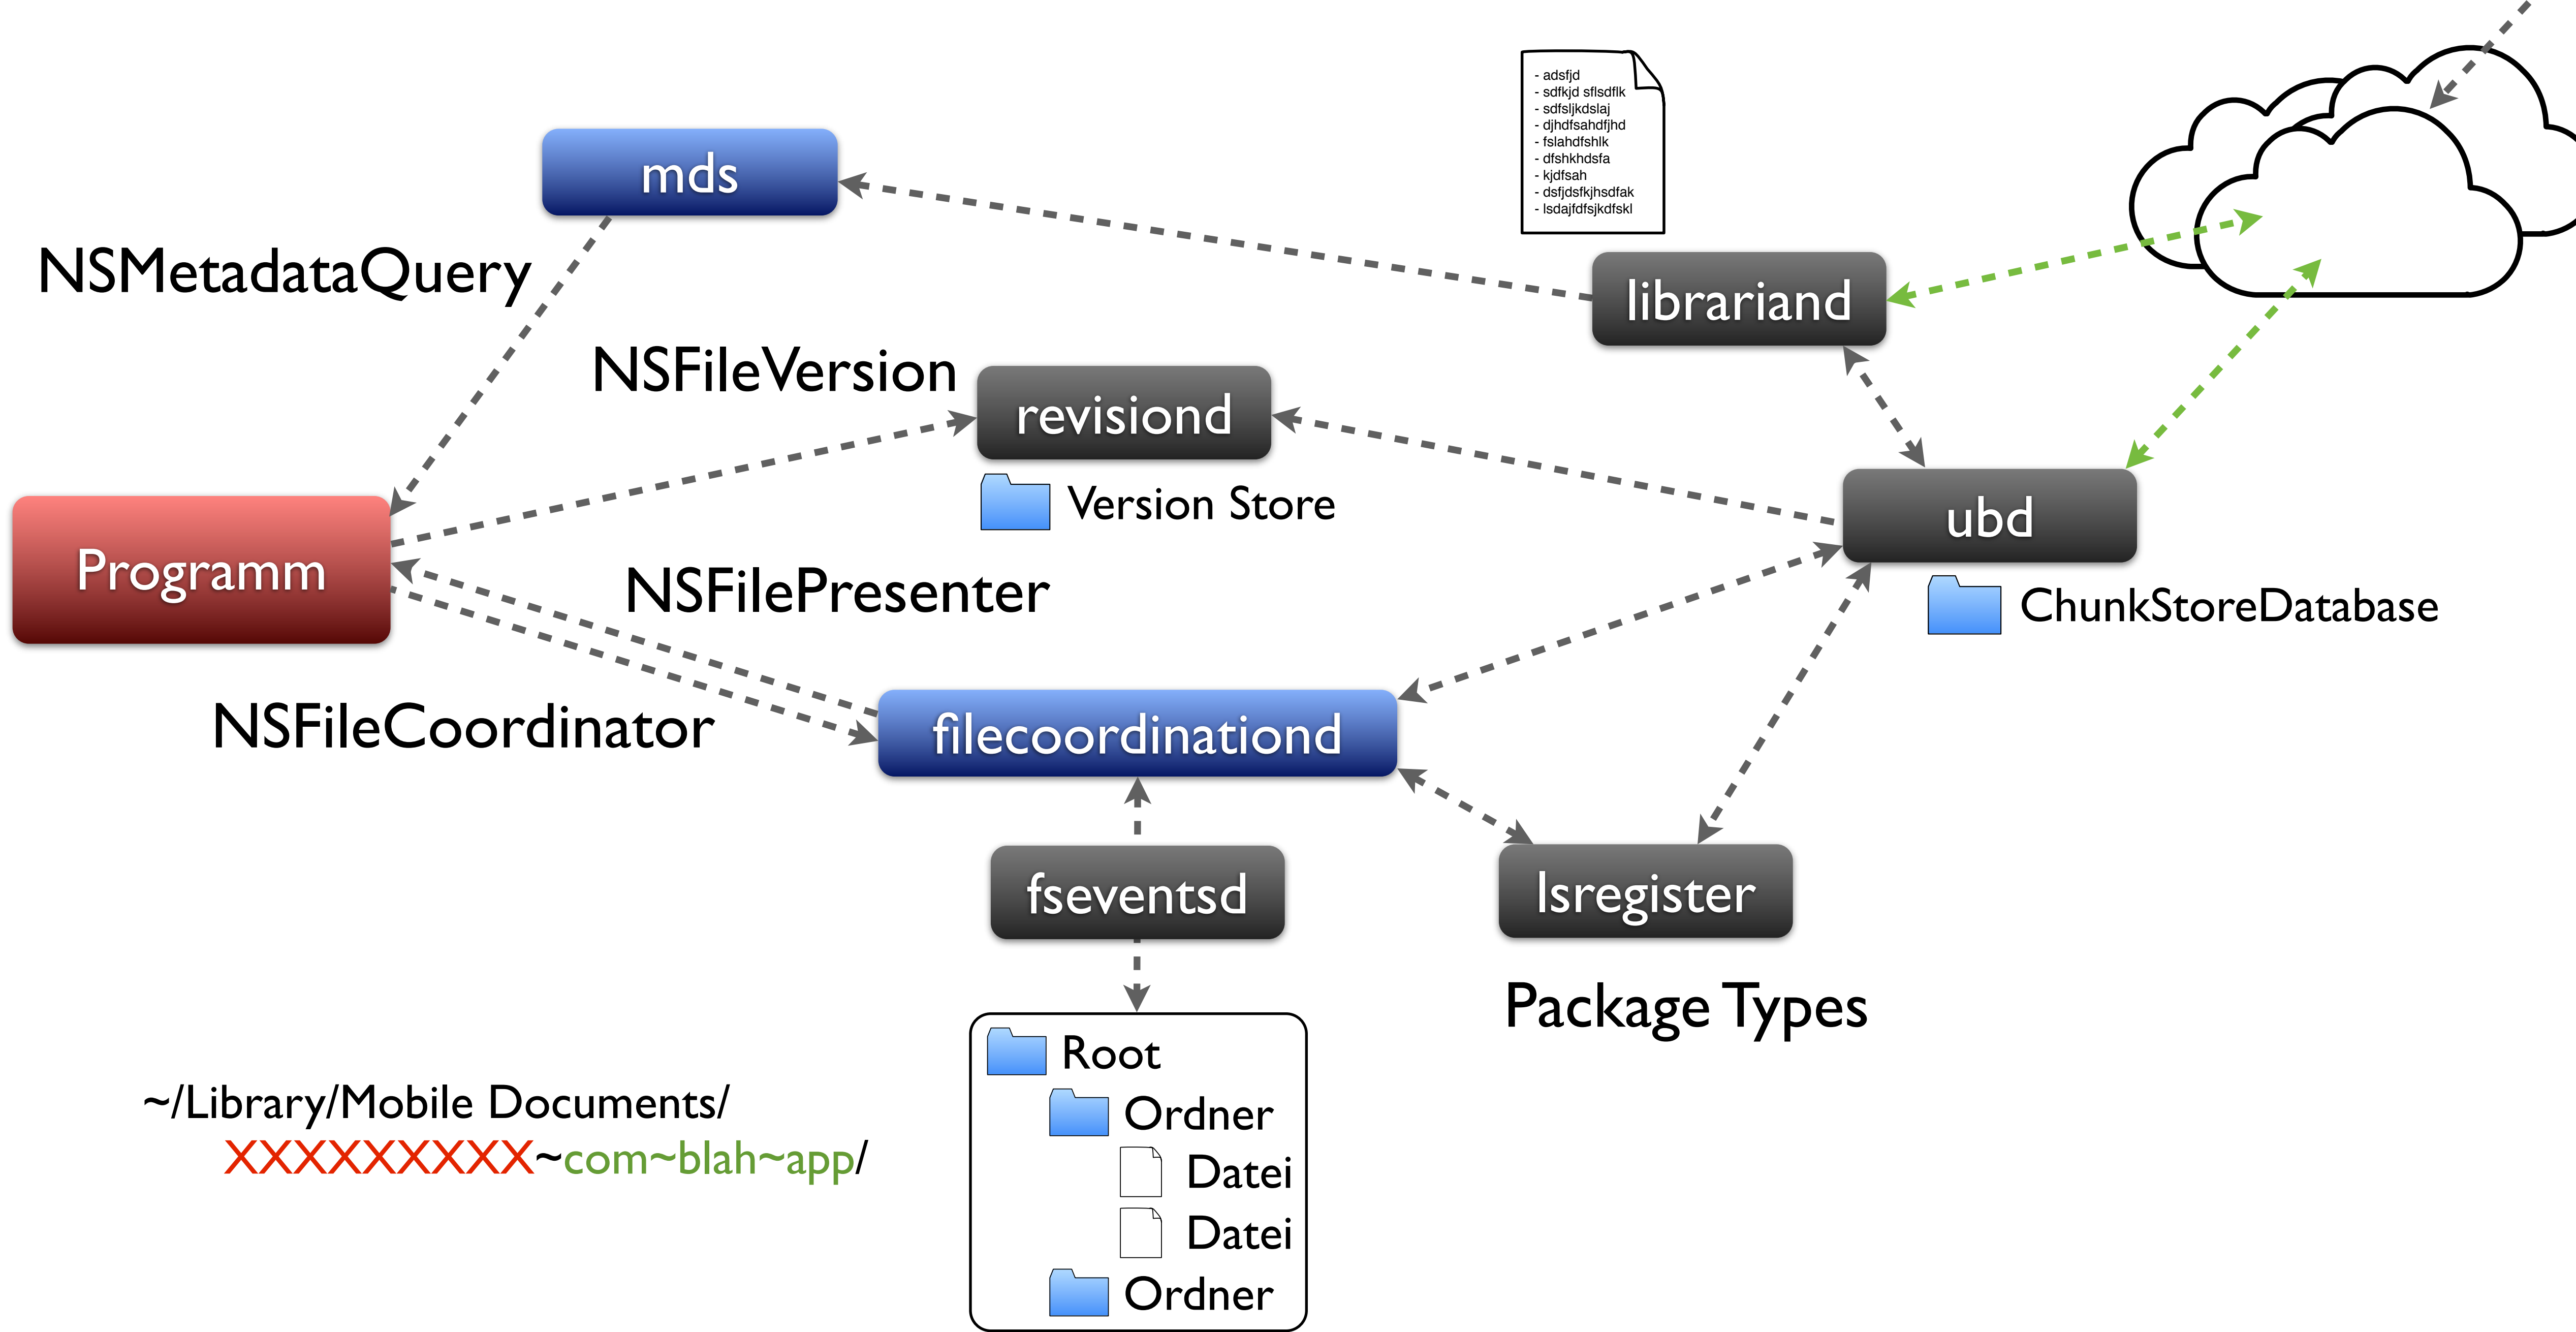 - adsfjd
- sdfkjd sflsdflk
- sdfsljkdslaj
- djhdfsahdfjhd
- fslahdfshlk
- dfshkhdsfa
- kjdfsah
- dsfjdsfkjhsdfak
- lsdajfdfsjkdfskl
mds
NSMetadataQuery
librariand
NSFileVersion
revisiond
Version Store
ubd
Programm
NSFilePresenter
ChunkStoreDatabase
NSFileCoordinator
filecoordinationd
fseventsd
lsregister
Package Types
Root
Ordner
Datei
Datei
Ordner
~/Library/Mobile Documents/
XXXXXXXXX~com~blah~app/